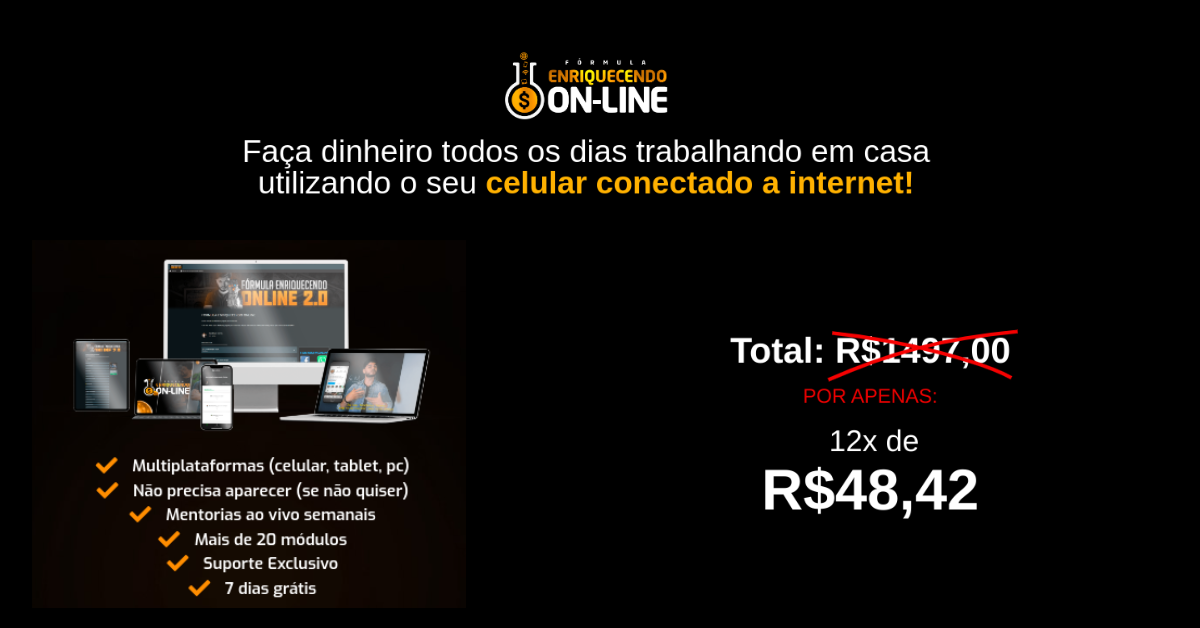 FÓRMULA
ENRIQUECENDO
ON-LINE
Faça dinheiro todos os dias trabalhando em casa
utilizando o seu celular conectado a internet!
FÓRMULA ENRIQUECENDO
ONLINE 2.0
ENRIQUECENDO
ON-LINE
Multiplataformas (celular, tablet, pc)
Não precisa aparecer (se não quiser)
Mentorias ao vivo semanais
Mais de 20 módulos
Suporte Exclusivo
7 dias grátis
Total: R$1497,00
POR APENAS:
12x de
R$48,42